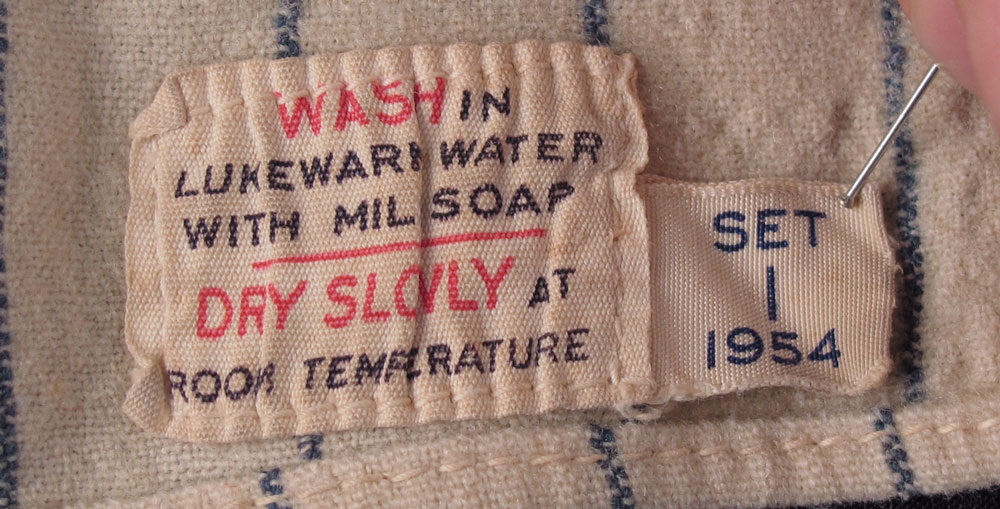 WASH IN
LUKEWARM WATER
WITH MIL SOAP
DRY SLOWLY AT
ROOM TEMPERATURE
SET
1
1954